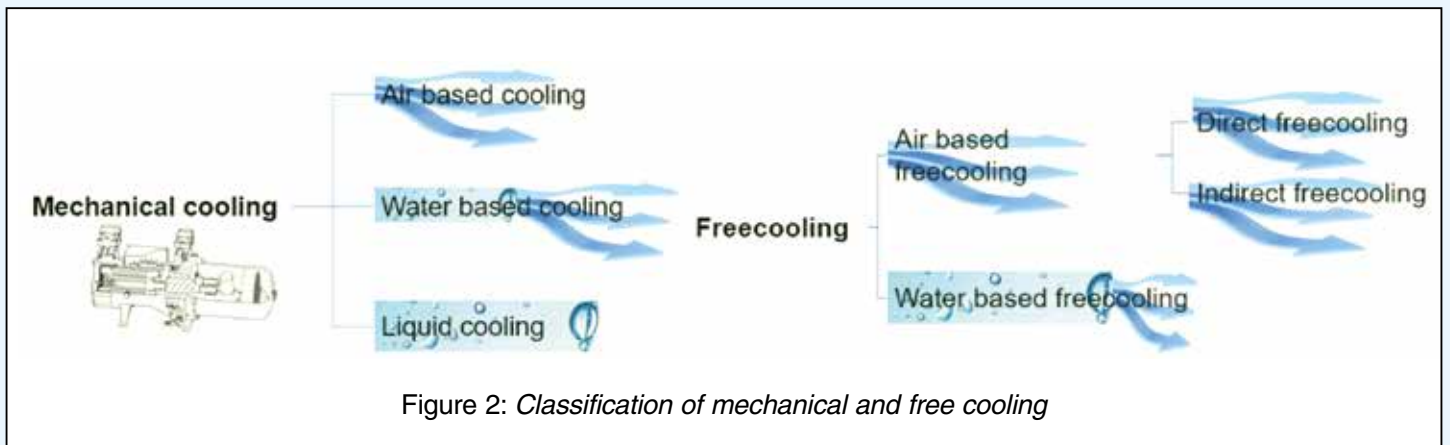 Mechanical cooling
Air based cooling
Water based cooling
Liquid cooling
Freecooling
Air based
freecooling
Water based freecooling
Direct freecooling
Indirect freecooling
Figure 2: Classification of mechanical and free cooling